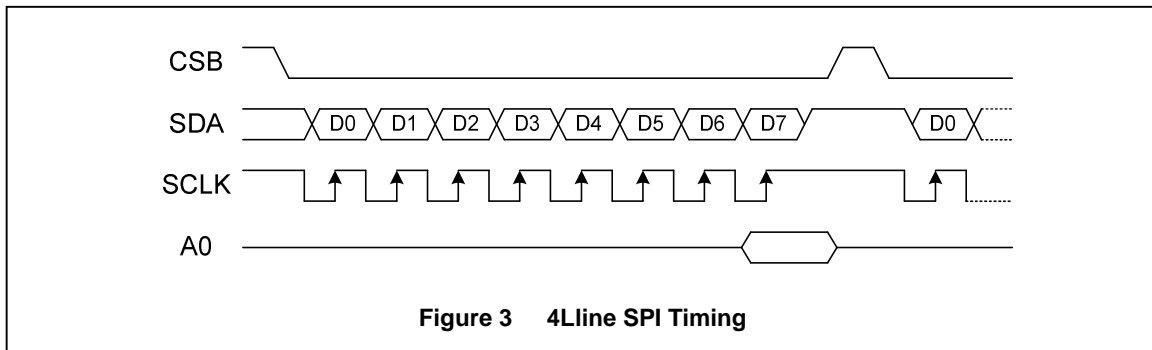 CSB
SDA D0 D1 D2 D3 D4 D5 D6 D7 D0
SCLK
A0
Figure 3 4Lline SPI Timing